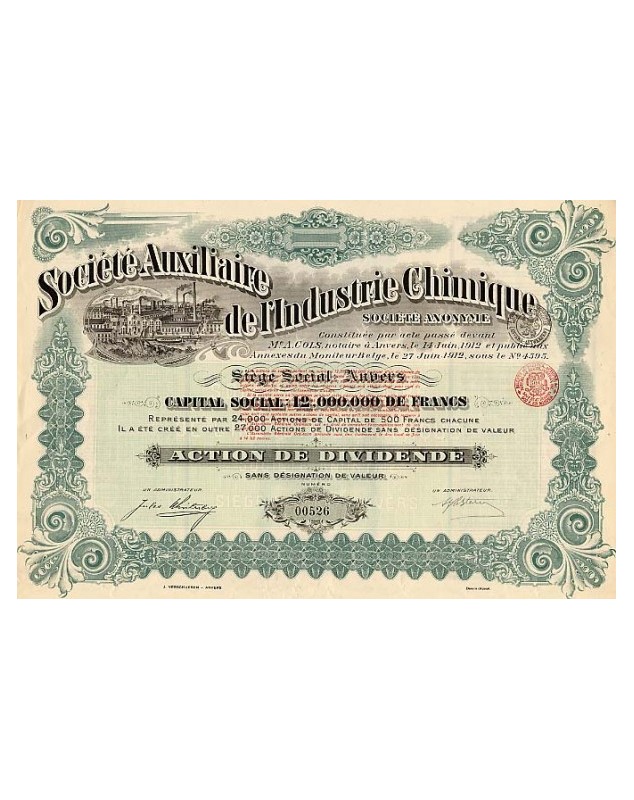 Société Auxiliaire
de l'Industrie Chimique
SOCIÉTÉ ANONYME
Constituée par acte passé devant
Mᵉ A. COLS, notaire à Anvers, le 14 Juin, 1912 et publié aux
Annexes du Moniteur Belge, le 27 Juin 1912, sous le Nº 4595.
Siège Social: Anvers
CAPITAL SOCIAL: 12.000.000 DE FRANCS
REPRÉSENTÉ PAR 24.000 ACTIONS DE CAPITAL DE 500 FRANCS CHACUNE
IL A ÉTÉ CRÉÉ EN OUTRE 27.000 ACTIONS DE DIVIDENDE SANS DÉSIGNATION DE VALEUR
ACTION DE DIVIDENDE
SANS DÉSIGNATION DE VALEUR
NUMÉRO
UN ADMINISTRATEUR. UN ADMINISTRATEUR.
00526